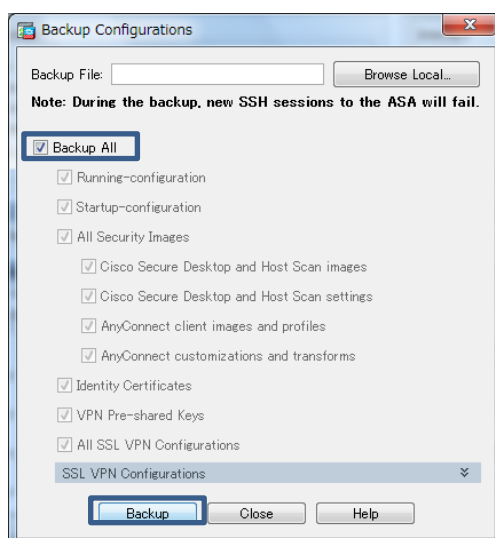 Backup Configurations
Backup File: Browse Local...
Note: During the backup, new SSH sessions to the ASA will fail.
Backup All
Running-configuration
Startup-configuration
All Security Images
Cisco Secure Desktop and Host Scan images
Cisco Secure Desktop and Host Scan settings
AnyConnect client images and profiles
AnyConnect customizations and transforms
Identity Certificates
VPN Pre-shared Keys
All SSL VPN Configurations
SSL VPN Configurations
Backup Close Help